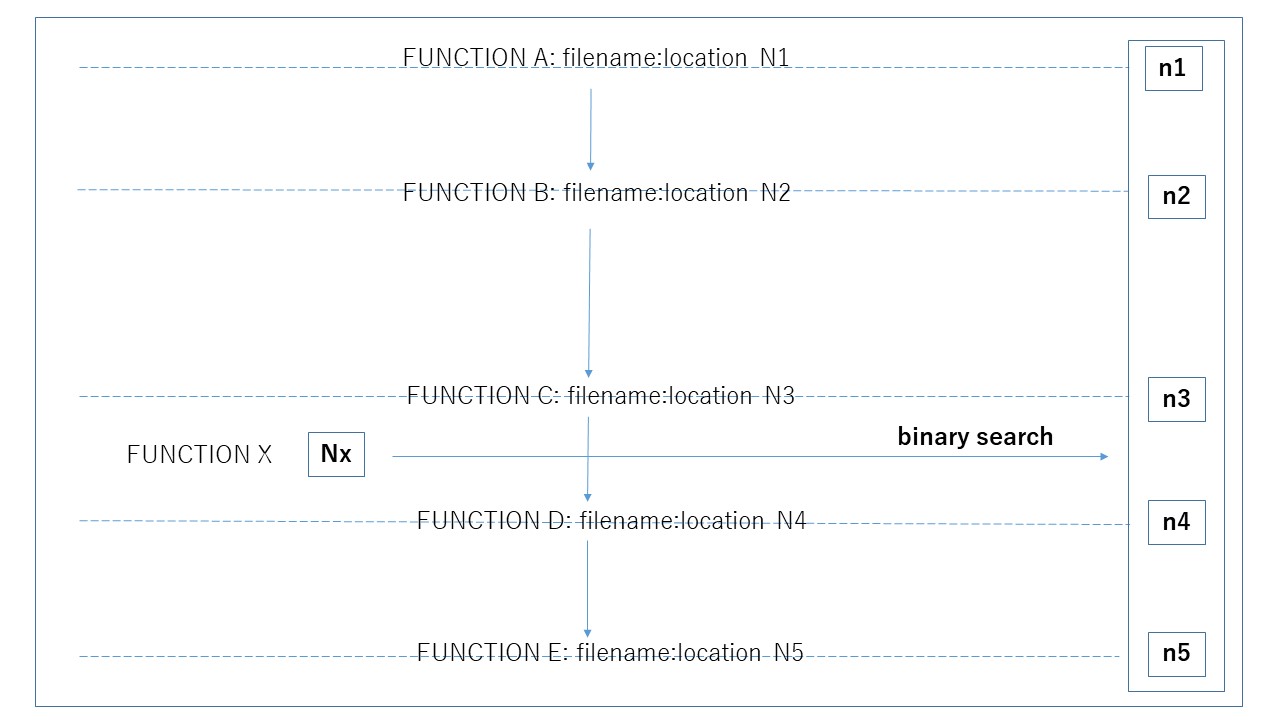 FUNCTION A: filename:location N1
n1
FUNCTION B: filename:location N2
n2
FUNCTION C: filename:location N3
n3
binary search
FUNCTION X Nx
FUNCTION D: filename:location N4
n4
FUNCTION E: filename:location N5
n5